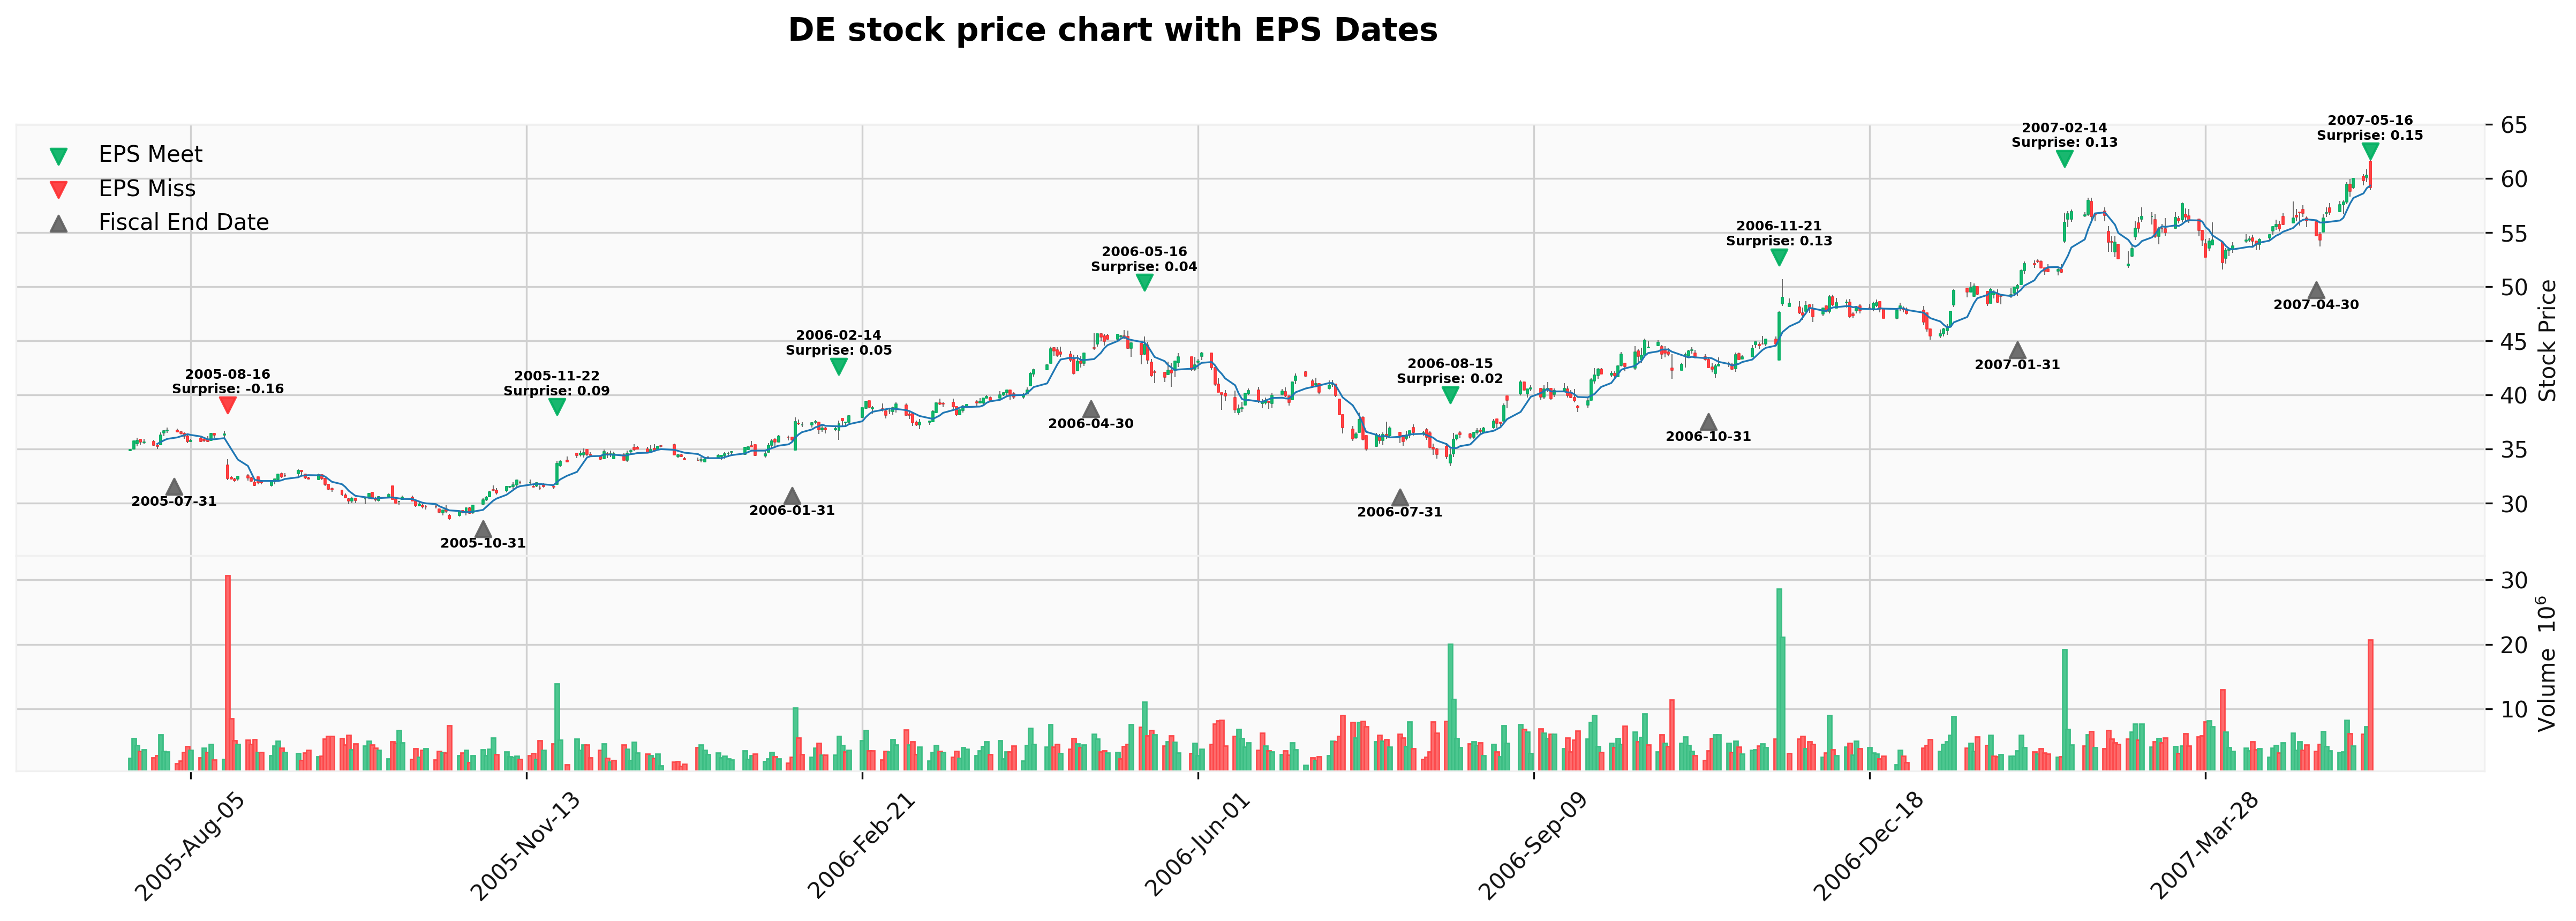 DE stock price chart with EPS Dates
EPS Meet
EPS Miss
Fiscal End Date
2005-08-16
Surprise: -0.16
2005-11-22
Surprise: 0.09
2006-02-14
Surprise: 0.05
2006-05-16
Surprise: 0.04
2006-08-15
Surprise: 0.02
2006-11-21
Surprise: 0.13
2007-02-14
Surprise: 0.13
2007-05-16
Surprise: 0.15
2005-07-31
2005-10-31
2006-01-31
2006-04-30
2006-07-31
2006-10-31
2007-01-31
2007-04-30
65
60
55
50
45
40
35
30
Stock Price
30
20
10
Volume 10⁶
2005-Aug-05
2005-Nov-13
2006-Feb-21
2006-Jun-01
2006-Sep-09
2006-Dec-18
2007-Mar-28